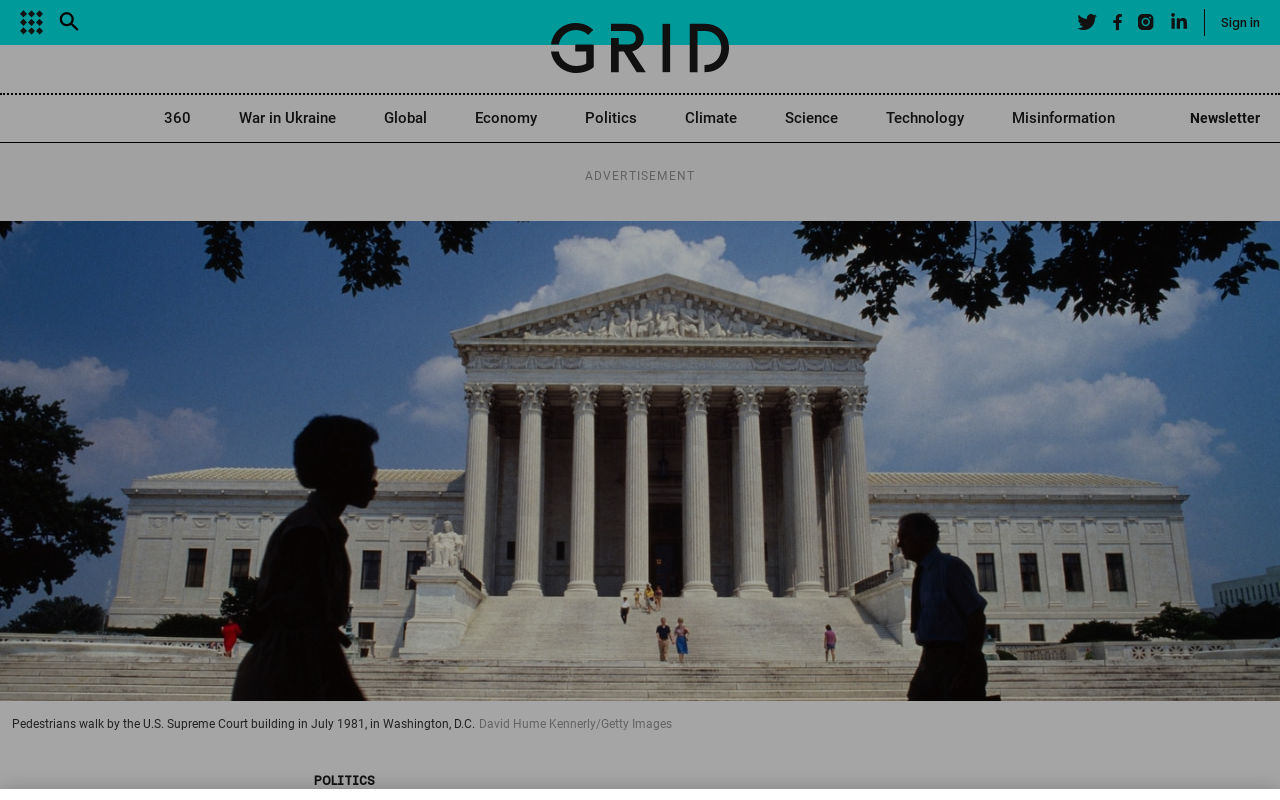 GRID
Sign in
360 War in Ukraine Global Economy Politics Climate Science Technology Misinformation Newsletter
ADVERTISEMENT
Pedestrians walk by the U.S. Supreme Court building in July 1981, in Washington, D.C. David Hume Kennerly/Getty Images
POLITICS